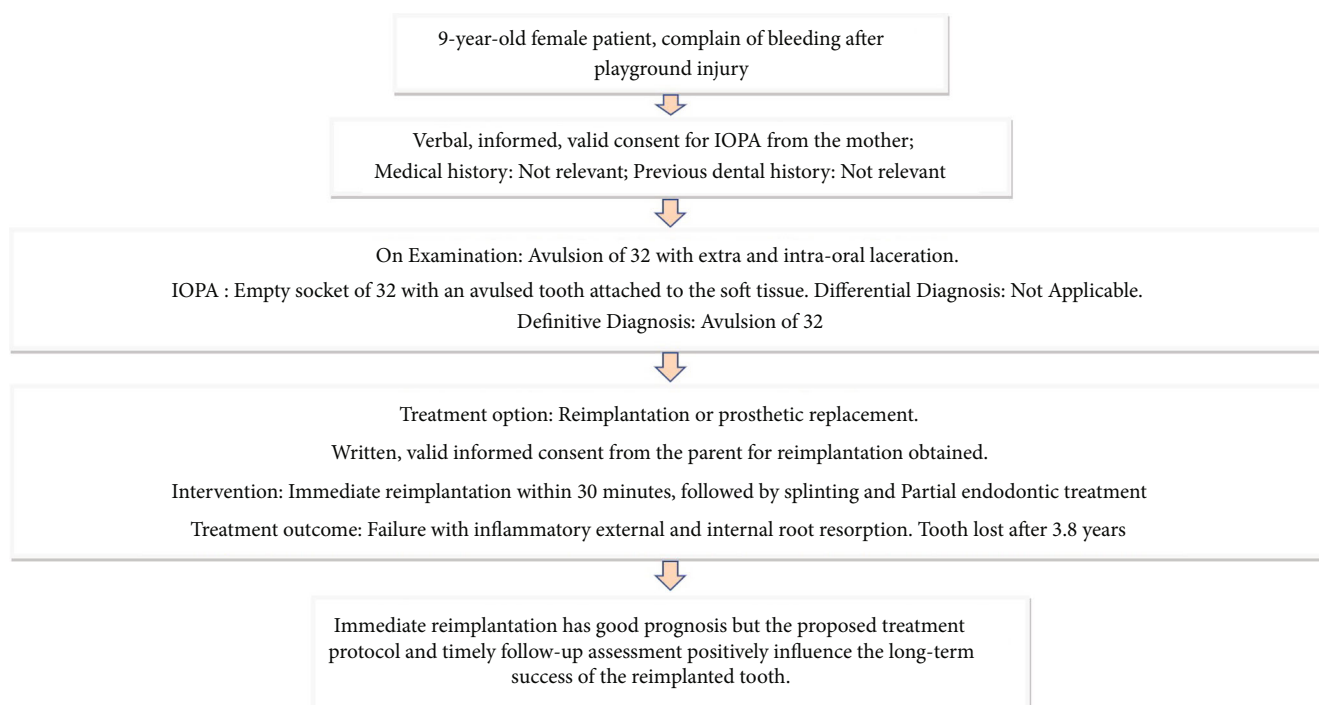 9-year-old female patient, complain of bleeding after
playground injury
Verbal, informed, valid consent for IOPA from the mother;
Medical history: Not relevant; Previous dental history: Not relevant
On Examination: Avulsion of 32 with extra and intra-oral laceration.
IOPA : Empty socket of 32 with an avulsed tooth attached to the soft tissue. Differential Diagnosis: Not Applicable.
Definitive Diagnosis: Avulsion of 32
Treatment option: Reimplantation or prosthetic replacement.
Written, valid informed consent from the parent for reimplantation obtained.
Intervention: Immediate reimplantation within 30 minutes, followed by splinting and Partial endodontic treatment
Treatment outcome: Failure with inflammatory external and internal root resorption. Tooth lost after 3.8 years
Immediate reimplantation has good prognosis but the proposed treatment
protocol and timely follow-up assessment positively influence the long-term
success of the reimplanted tooth.